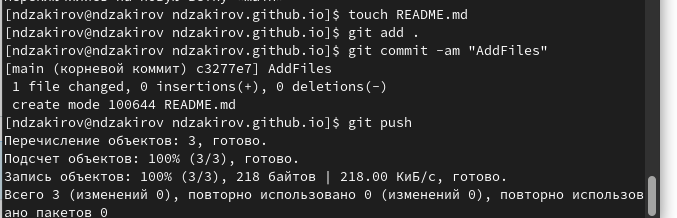 [ndzakirov@ndzakirov ndzakirov.github.io]$ touch README.md
[ndzakirov@ndzakirov ndzakirov.github.io]$ git add .
[ndzakirov@ndzakirov ndzakirov.github.io]$ git commit -am "AddFiles"
[main (корневой коммит) c3277e7] AddFiles
 1 file changed, 0 insertions(+), 0 deletions(-)
 create mode 100644 README.md
[ndzakirov@ndzakirov ndzakirov.github.io]$ git push
Перечисление объектов: 3, готово.
Подсчет объектов: 100% (3/3), готово.
Запись объектов: 100% (3/3), 218 байтов | 218.00 КиБ/с, готово.
Всего 3 (изменений 0), повторно использовано 0 (изменений 0), повторно использов
ано пакетов 0